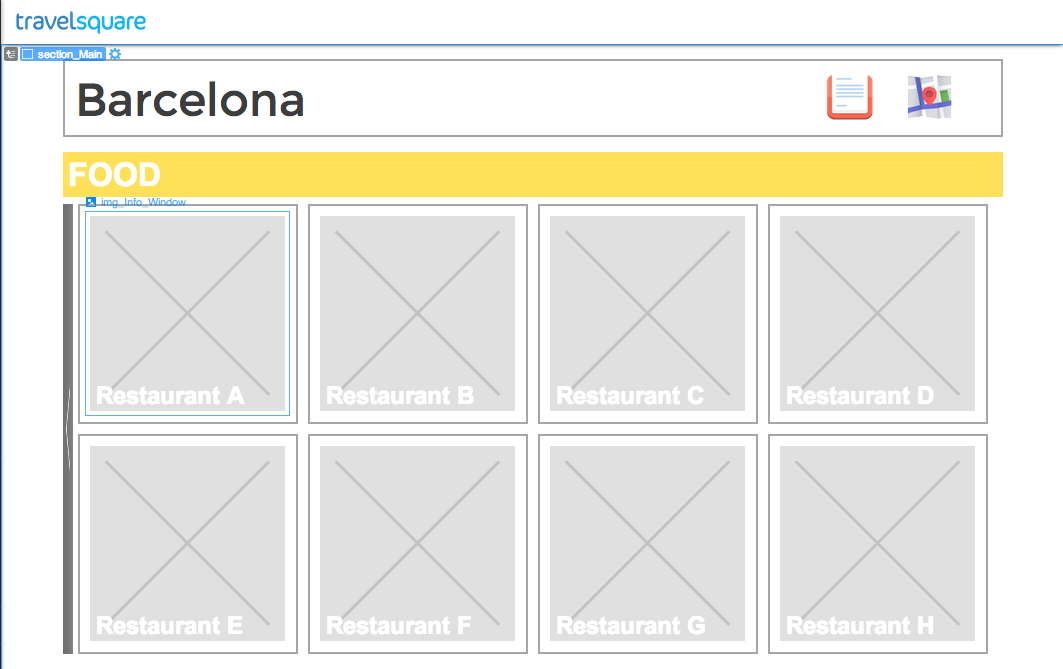 travelsquare
section_Main
Barcelona
FOOD
img_Info_Window
Restaurant A
Restaurant B
Restaurant C
Restaurant D
Restaurant E
Restaurant F
Restaurant G
Restaurant H